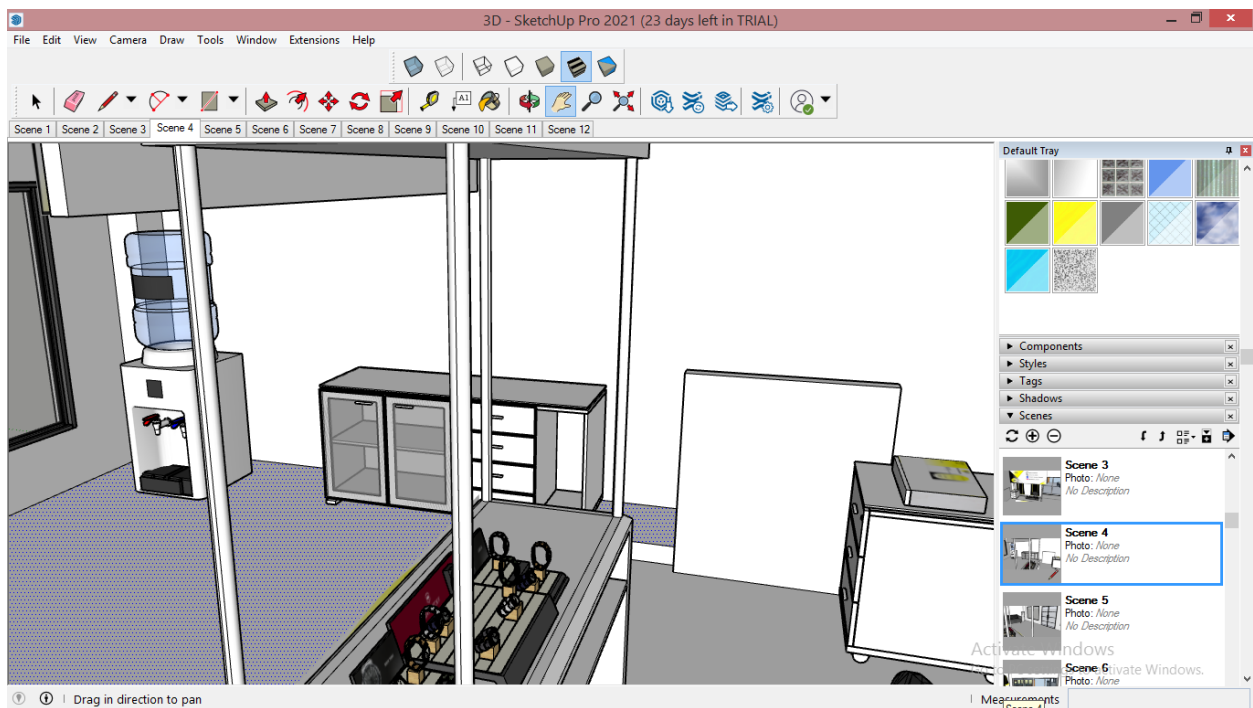 3D - SketchUp Pro 2021 (23 days left in TRIAL)
File Edit View Camera Draw Tools Window Extensions Help
A1
Scene 1 Scene 2 Scene 3 Scene 4 Scene 5 Scene 6 Scene 7 Scene 8 Scene 9 Scene 10 Scene 11 Scene 12
Default Tray
Components
Styles
Tags
Shadows
Scenes
Scene 3
Photo: None
No Description
Scene 4
Photo: None
No Description
Scene 5
Photo: None
No Description
Activate Windows
Scene 6
Photo: None
Drag in direction to pan
Measurements
Scene 4